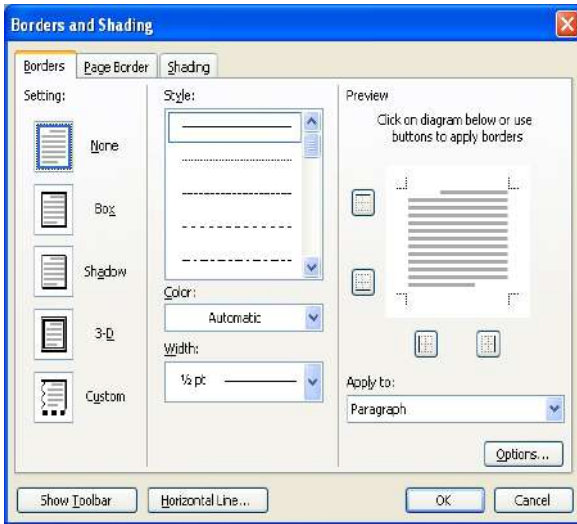 Borders and Shading
Borders
Page Border
Shading
Setting:
None
Box
Shadow
3-D
Custom
Style:
Color:
Automatic
Width:
½ pt
Preview
Click on diagram below or use
buttons to apply borders
Apply to:
Paragraph
Options...
Show Toolbar
Horizontal Line...
OK
Cancel